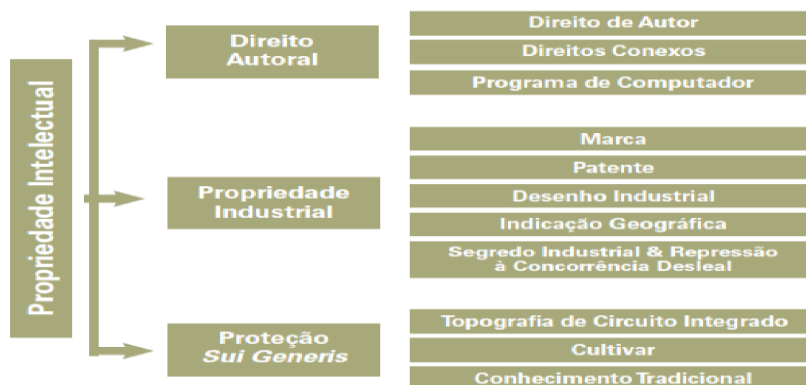 Propriedade Intelectual
Direito
Autoral
Direito de Autor
Direitos Conexos
Programa de Computador
Propriedade
Industrial
Marca
Patente
Desenho Industrial
Indicação Geográfica
Segredo Industrial & Repressão
à Concorrência Desleal
Proteção
Sui Generis
Topografia de Circuito Integrado
Cultivar
Conhecimento Tradicional